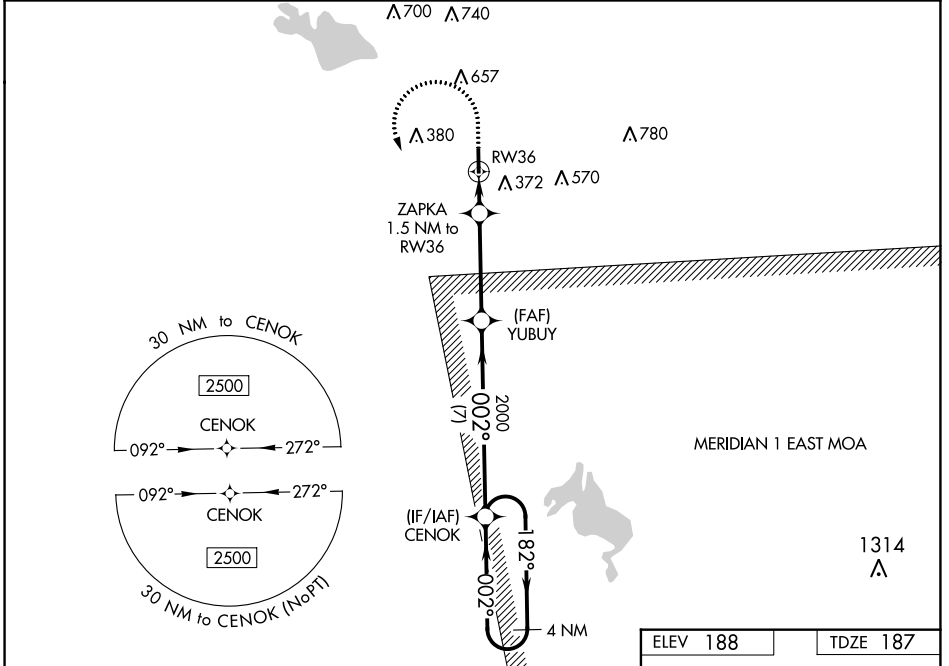 700
740
657
380
780
RW36
372
570
ZAPKA
1.5 NM to
RW36
(FAF)
YUBUY
30 NM to CENOK
2500
CENOK
092°
272°
092°
272°
CENOK
2500
30 NM to CENOK (NoPT)
2000
002°
(7)
MERIDIAN 1 EAST MOA
(IF/IAF)
CENOK
182°
002°
4 NM
1314
ELEV 188
TDZE 187